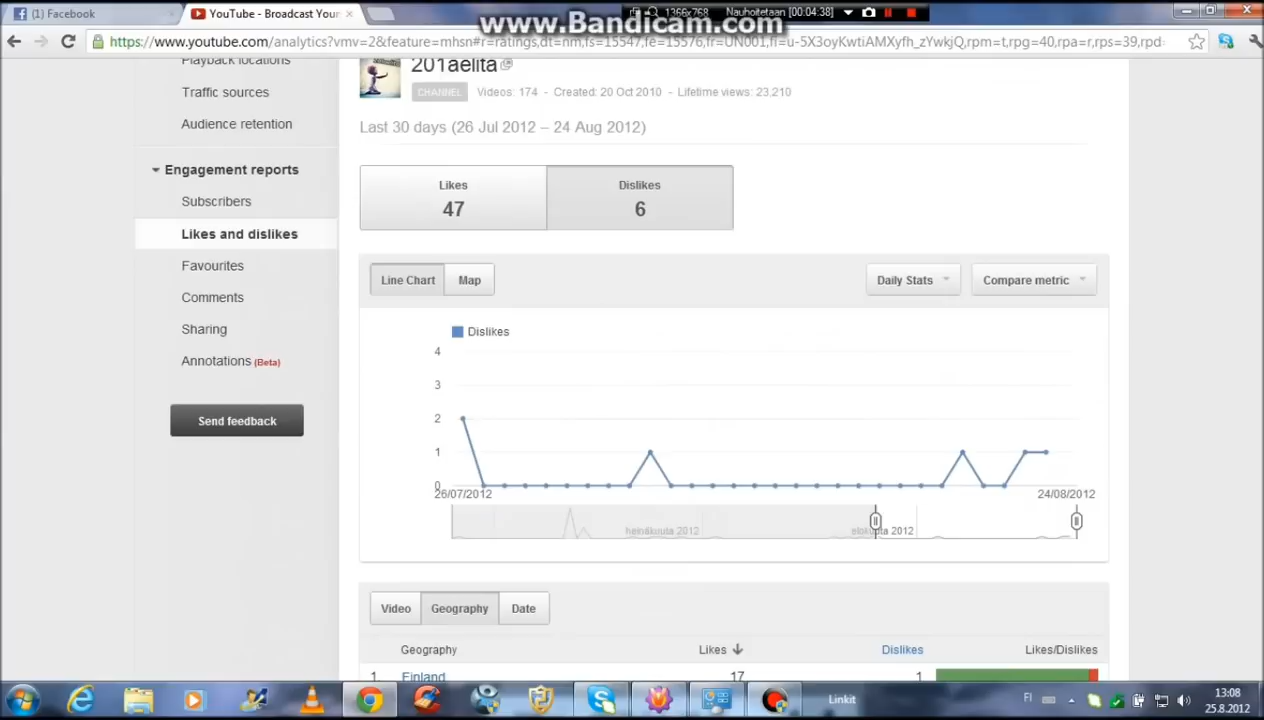 www.Bandicam.com
(1) Facebook
YouTube - Broadcast Your
1366x768
Nauhoitetaan [00:04:38]
https://www.youtube.com/analytics?vmv=2&feature=mhsn#r=ratings,dt=nm,fs=15547,fe=15576,fr=UN001,fi=u-5X3oyKwtiAMXyfh_zYwkjQ,rpm=t,rpg=40,rpa=r,rps=39,rpd=
Playback locations
Traffic sources
Audience retention
Engagement reports
Subscribers
Likes and dislikes
Favourites
Comments
Sharing
Annotations (Beta)
Send feedback
201aelita
CHANNEL
Videos: 174 - Created: 20 Oct 2010 - Lifetime views: 23,210
Last 30 days (26 Jul 2012 – 24 Aug 2012)
Likes
47
Dislikes
6
Line Chart
Map
Daily Stats
Compare metric
Dislikes
4
3
2
1
0
26/07/2012
24/08/2012
heinäkuuta 2012
elokuuta 2012
Video
Geography
Date
Geography
Likes
Dislikes
Likes/Dislikes
1. Finland 17 1
Linkit
FI
13:08
25.8.2012